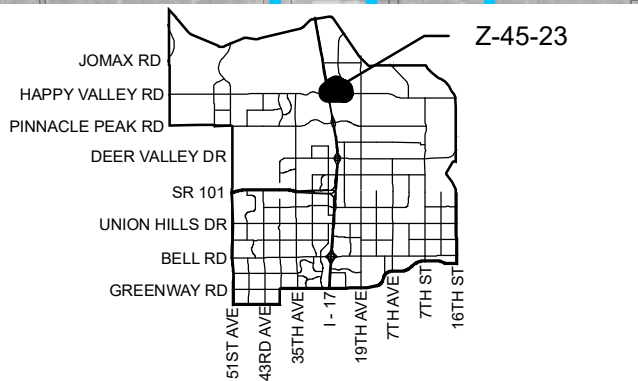 Z-45-23
JOMAX RD
HAPPY VALLEY RD
PINNACLE PEAK RD
DEER VALLEY DR
SR 101
UNION HILLS DR
BELL RD
GREENWAY RD
51ST AVE
43RD AVE
35TH AVE
I - 17
19TH AVE
7TH AVE
7TH ST
16TH ST